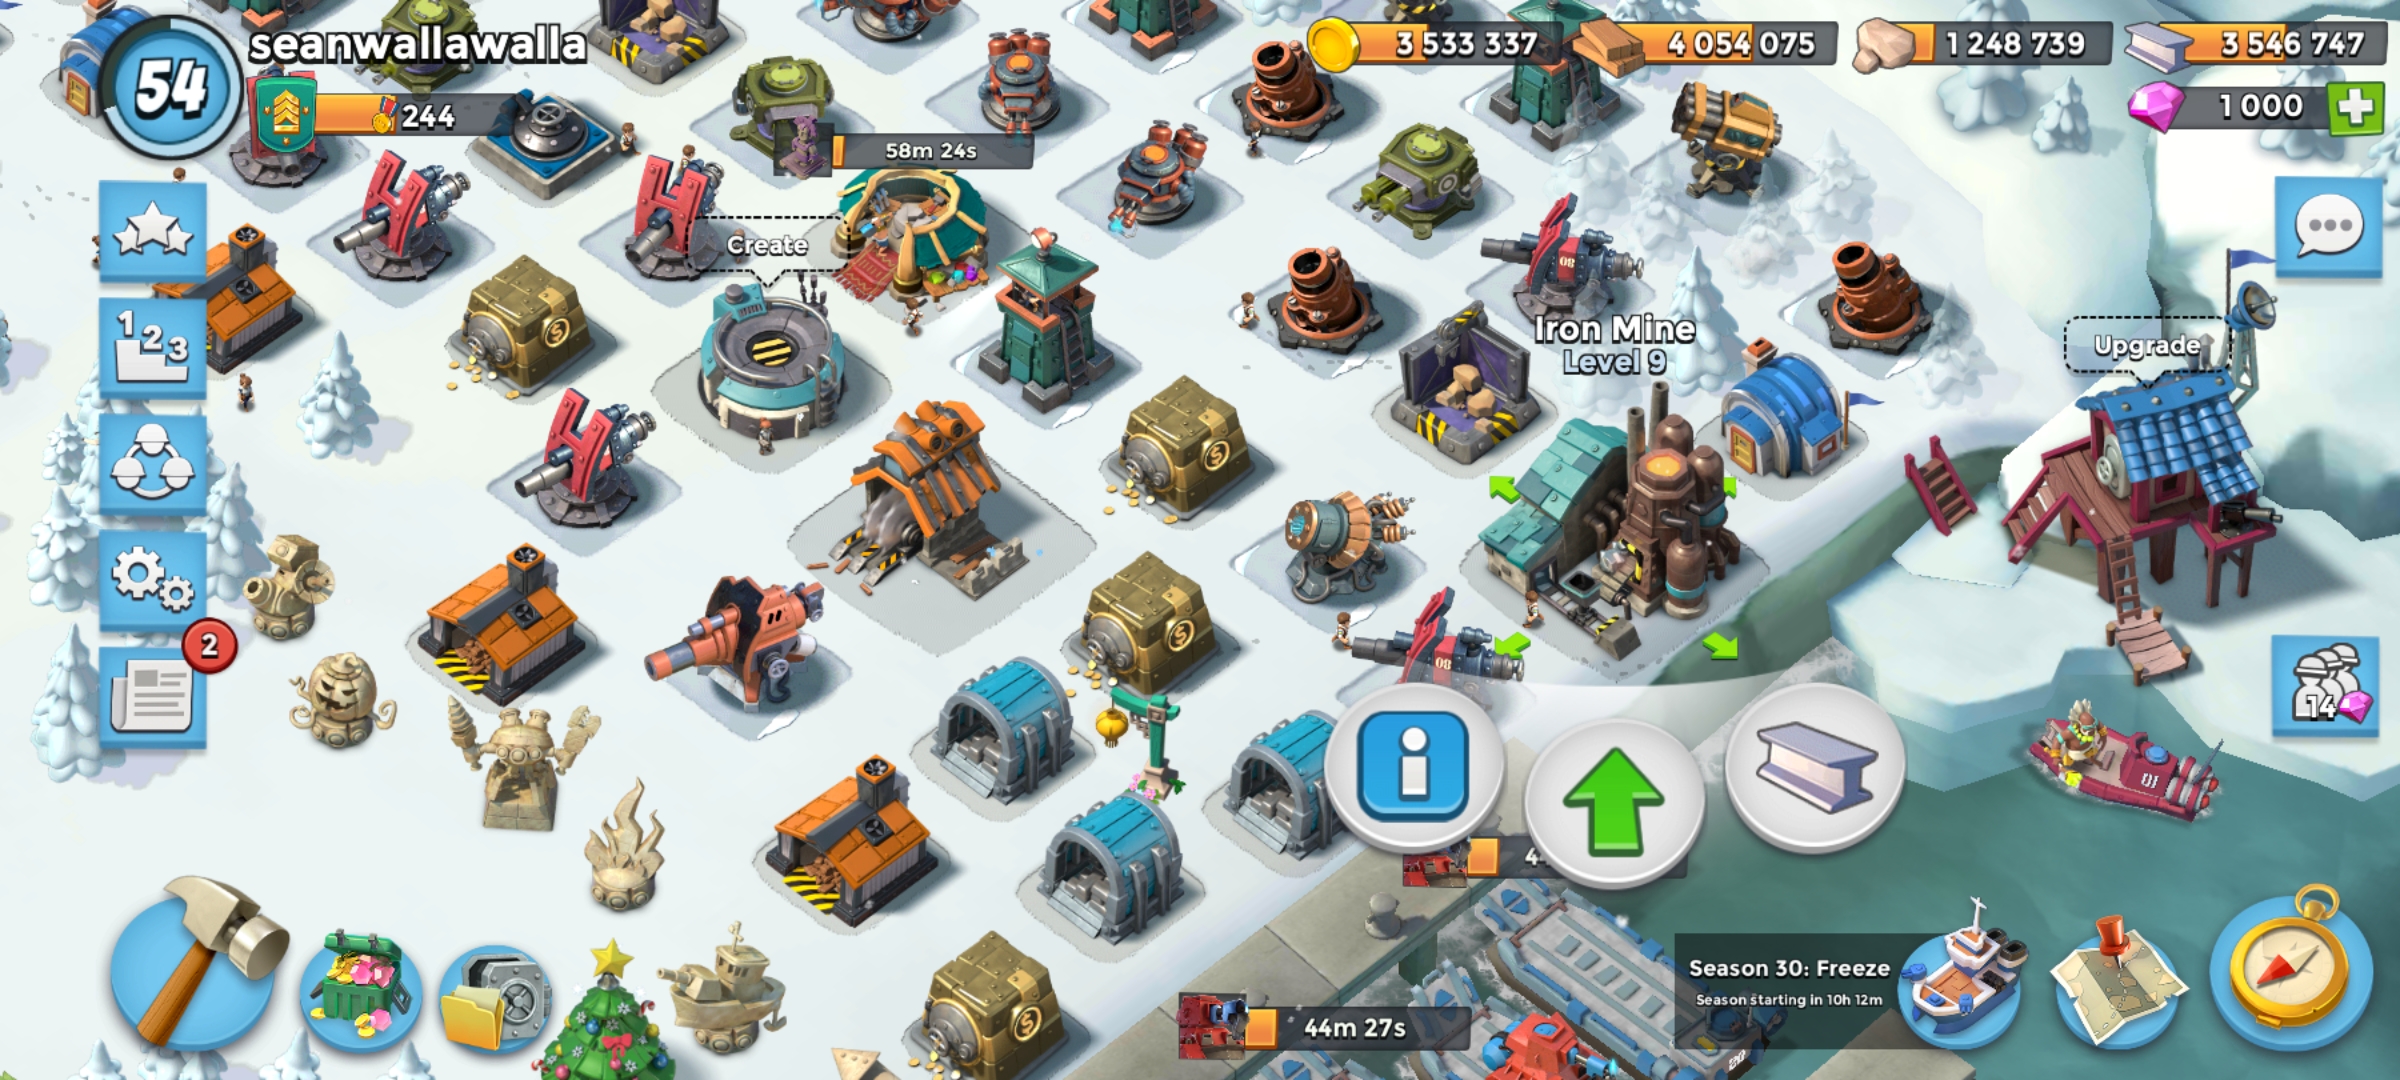 54
seanwallawalla
244
3 533 337
4 054 075
1 248 739
3 546 747
1 000
58m 24s
Create
123
Iron Mine
Level 9
Upgrade
2
14
Season 30: Freeze
Season starting in 10h 12m
44m 27s